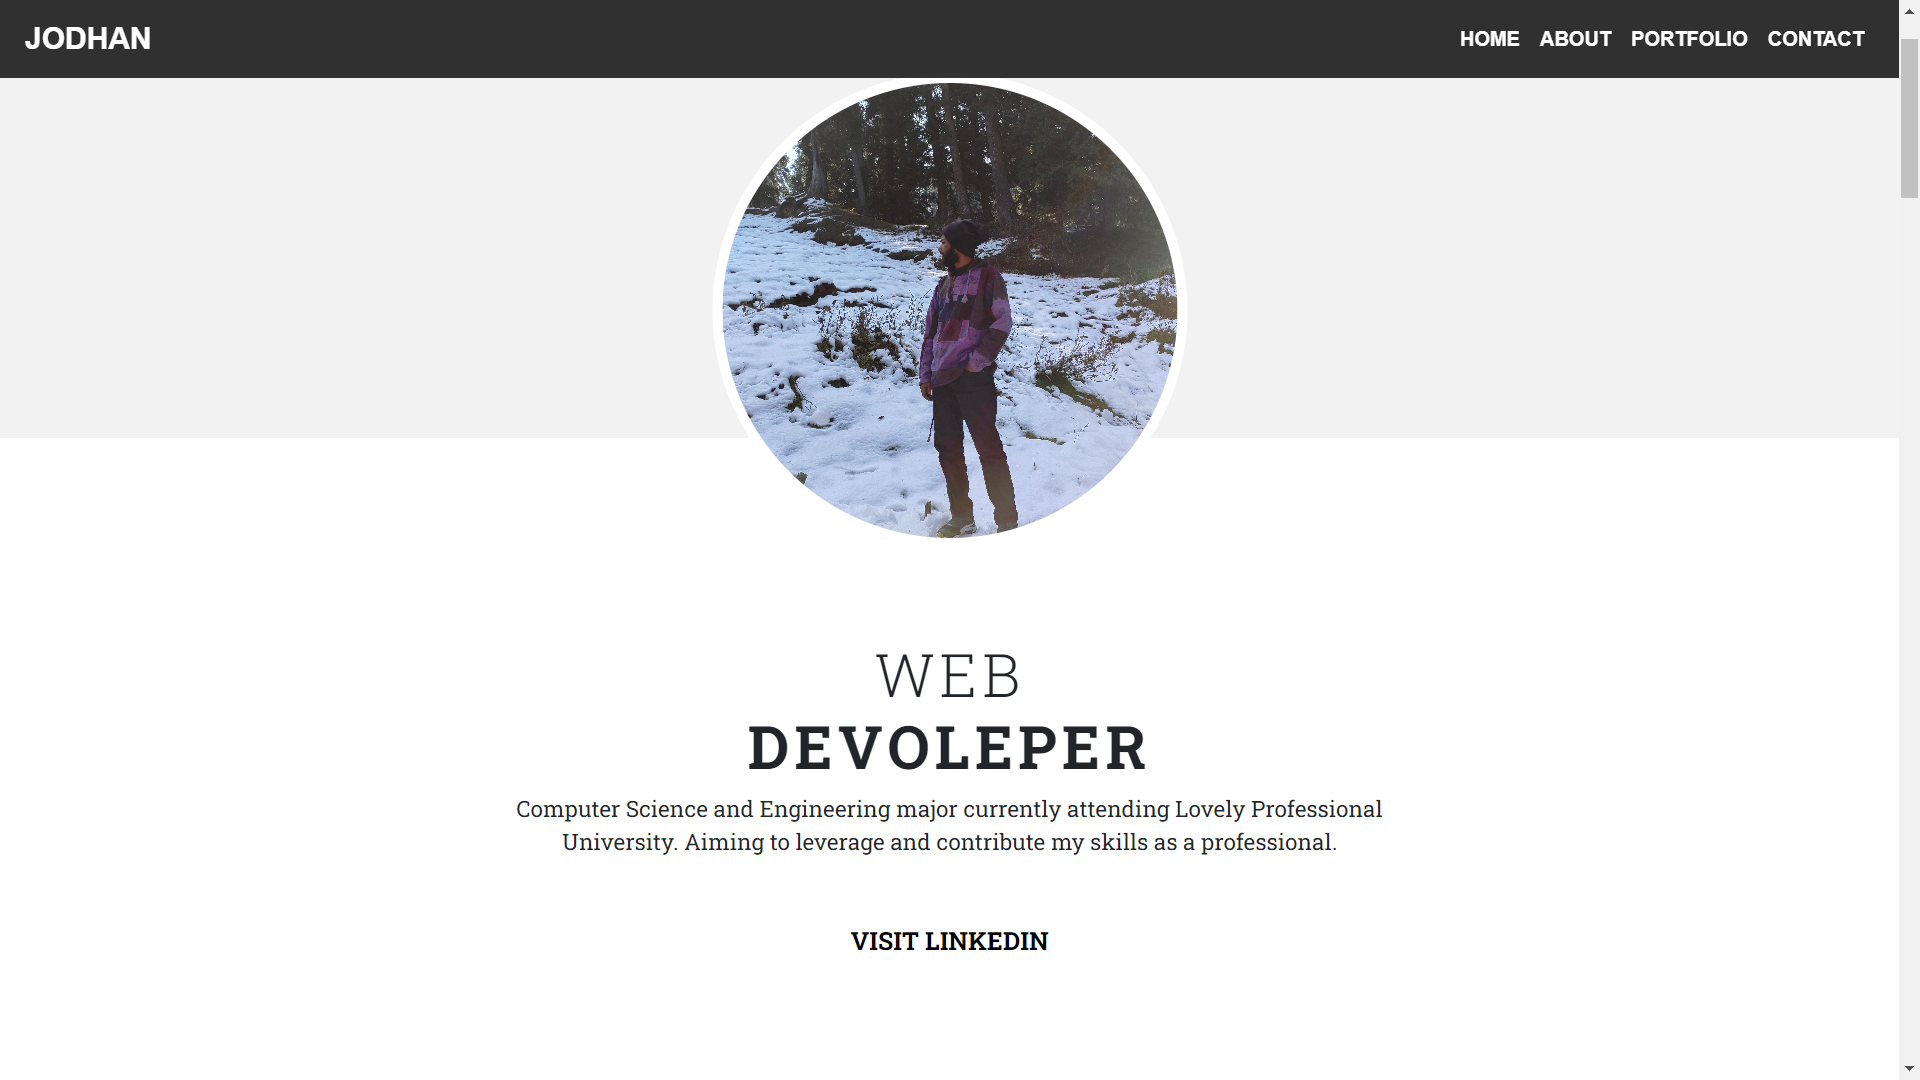 JODHAN
HOME ABOUT PORTFOLIO CONTACT
WEB
DEVOLEPER
Computer Science and Engineering major currently attending Lovely Professional
University. Aiming to leverage and contribute my skills as a professional.
VISIT LINKEDIN